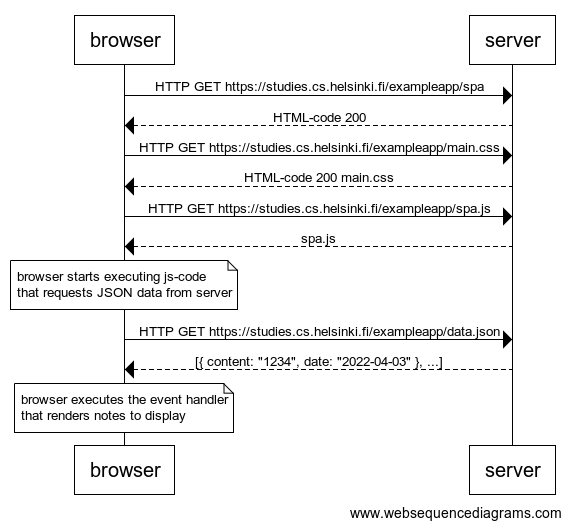 browser
server
HTTP GET https://studies.cs.helsinki.fi/exampleapp/spa
HTML-code 200
HTTP GET https://studies.cs.helsinki.fi/exampleapp/main.css
HTML-code 200 main.css
HTTP GET https://studies.cs.helsinki.fi/exampleapp/spa.js
spa.js
browser starts executing js-code
that requests JSON data from server
HTTP GET https://studies.cs.helsinki.fi/exampleapp/data.json
[{ content: "1234", date: "2022-04-03" }, ...]
browser executes the event handler
that renders notes to display
browser
server
www.websequencediagrams.com